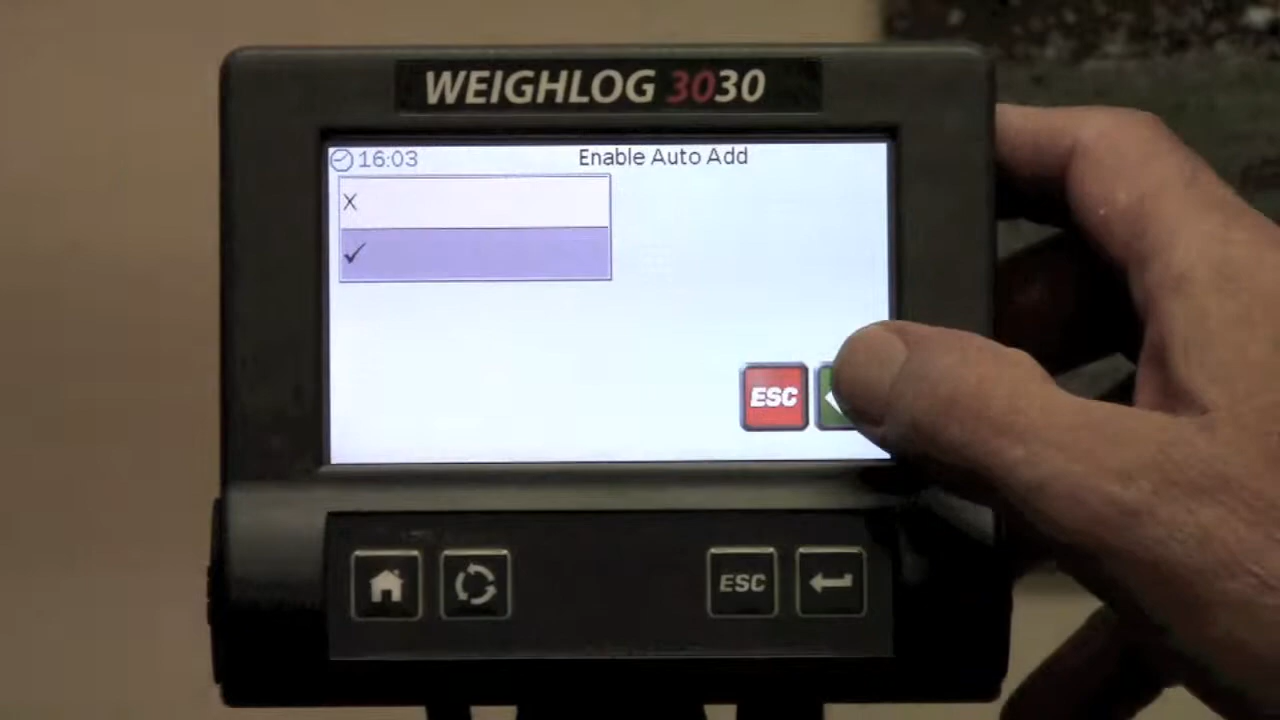 WEIGHLOG 3030
16:03 Enable Auto Add
X
✓
ESC
ESC